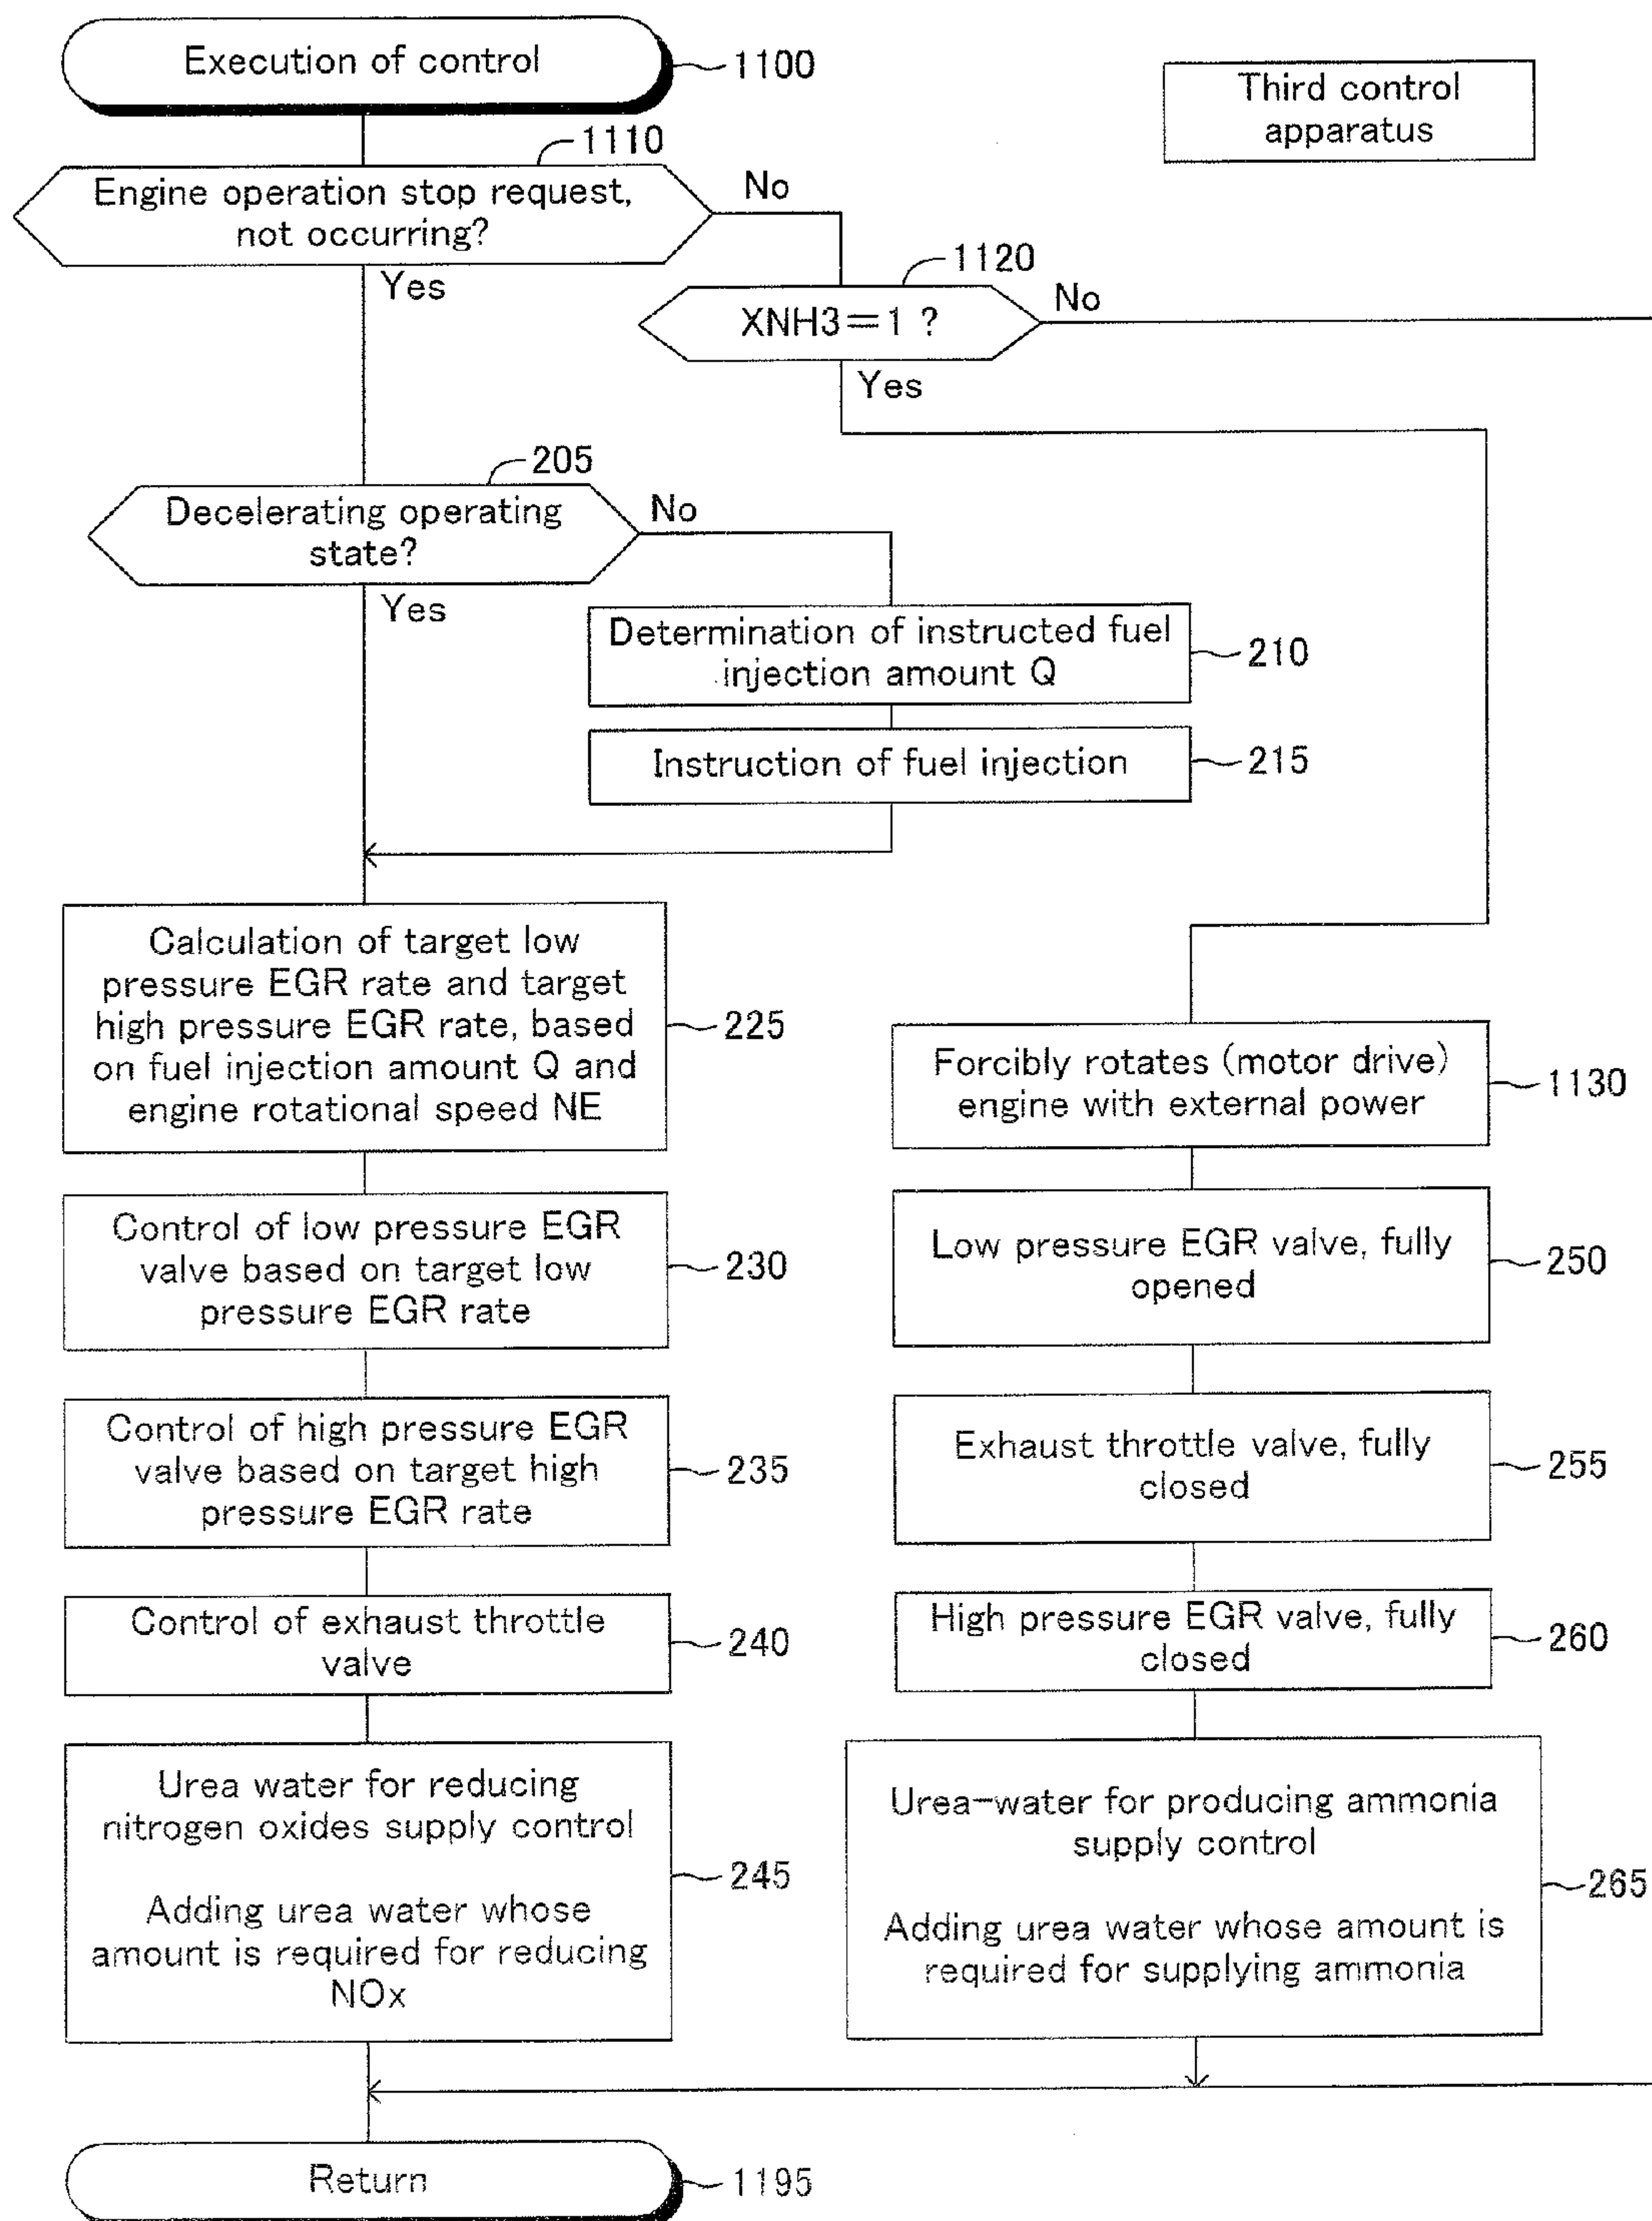 Execution of control
1100
Third control
apparatus
1110
Engine operation stop request,
not occurring?
No
Yes
1120
XNH3=1 ?
No
Yes
205
Decelerating operating
state?
No
Yes
Determination of instructed fuel
injection amount Q
210
Instruction of fuel injection
215
Calculation of target low
pressure EGR rate and target
high pressure EGR rate, based
on fuel injection amount Q and
engine rotational speed NE
225
Forcibly rotates (motor drive)
engine with external power
1130
Control of low pressure EGR
valve based on target low
pressure EGR rate
230
Low pressure EGR valve, fully
opened
250
Control of high pressure EGR
valve based on target high
pressure EGR rate
235
Exhaust throttle valve, fully
closed
255
Control of exhaust throttle
valve
240
High pressure EGR valve, fully
closed
260
Urea water for reducing
nitrogen oxides supply control
Adding urea water whose
amount is required for reducing
NOx
245
Urea-water for producing ammonia
supply control
Adding urea water whose amount is
required for supplying ammonia
265
Return
1195